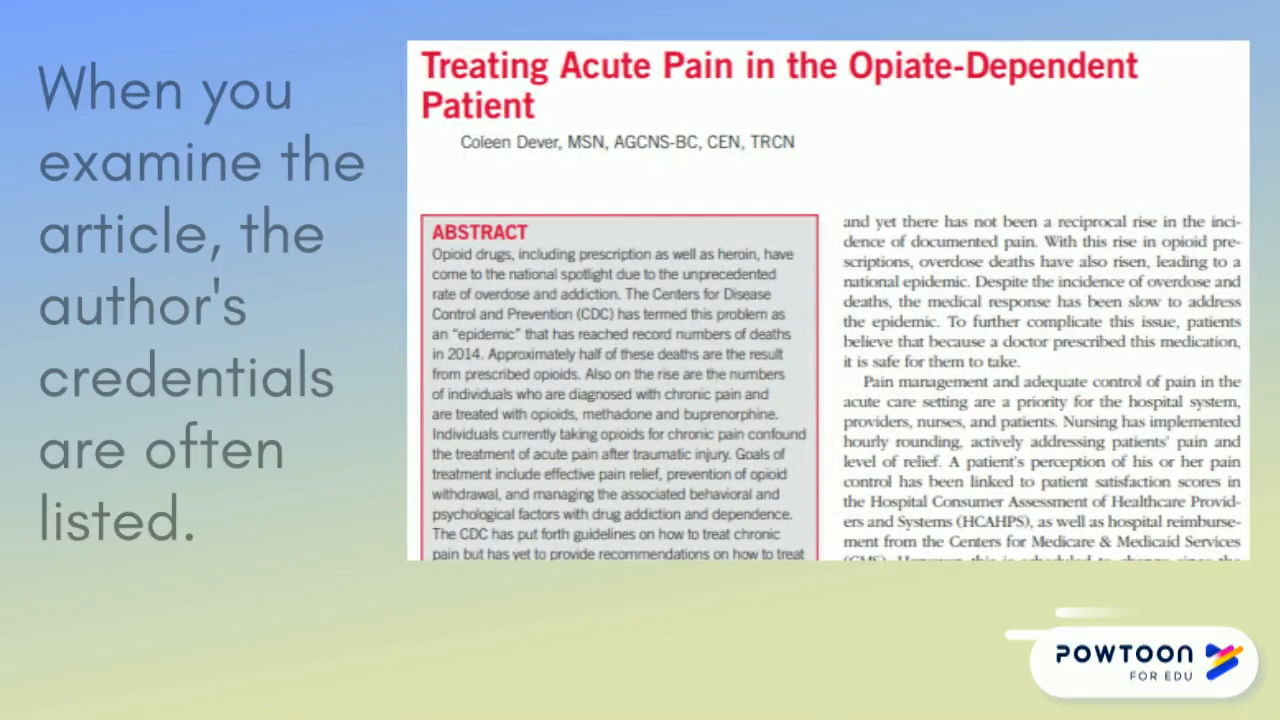 When you
examine the
article, the
author's
credentials
are often
listed.
Treating Acute Pain in the Opiate-Dependent
Patient
Coleen Dever, MSN, AGCNS-BC, CEN, TRCN
ABSTRACT
Opioid drugs, including prescription as well as heroin, have
come to the national spotlight due to the unprecedented
rate of overdose and addiction. The Centers for Disease
Control and Prevention (CDC) has termed this problem as
an “epidemic” that has reached record numbers of deaths
in 2014. Approximately half of these deaths are the result
from prescribed opioids. Also on the rise are the numbers
of individuals who are diagnosed with chronic pain and
are treated with opioids, methadone and buprenorphine.
Individuals currently taking opioids for chronic pain confound
the treatment of acute pain after traumatic injury. Goals of
treatment include effective pain relief, prevention of opioid
withdrawal, and managing the associated behavioral and
psychological factors with drug addiction and dependence.
The CDC has put forth guidelines on how to treat chronic
pain but has yet to provide recommendations on how to treat
and yet there has not been a reciprocal rise in the inci-
dence of documented pain. With this rise in opioid pre-
scriptions, overdose deaths have also risen, leading to a
national epidemic. Despite the incidence of overdose and
deaths, the medical response has been slow to address
the epidemic. To further complicate this issue, patients
believe that because a doctor prescribed this medication,
it is safe for them to take.
Pain management and adequate control of pain in the
acute care setting are a priority for the hospital system,
providers, nurses, and patients. Nursing has implemented
hourly rounding, actively addressing patients' pain and
level of relief. A patient's perception of his or her pain
control has been linked to patient satisfaction scores in
the Hospital Consumer Assessment of Healthcare Provid-
ers and Systems (HCAHPS), as well as hospital reimburse-
ment from the Centers for Medicare & Medicaid Services
POWTOON
FOR EDU